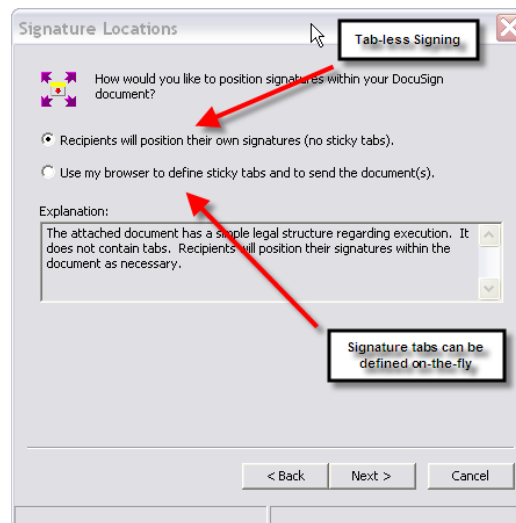 Signature Locations
Tab-less Signing
How would you like to position signatures within your DocuSign
document?
Recipients will position their own signatures (no sticky tabs).
Use my browser to define sticky tabs and to send the document(s).
Explanation:
The attached document has a simple legal structure regarding execution. It
does not contain tabs. Recipients will position their signatures within the
document as necessary.
Signature tabs can be
defined on-the-fly
< Back
Next >
Cancel